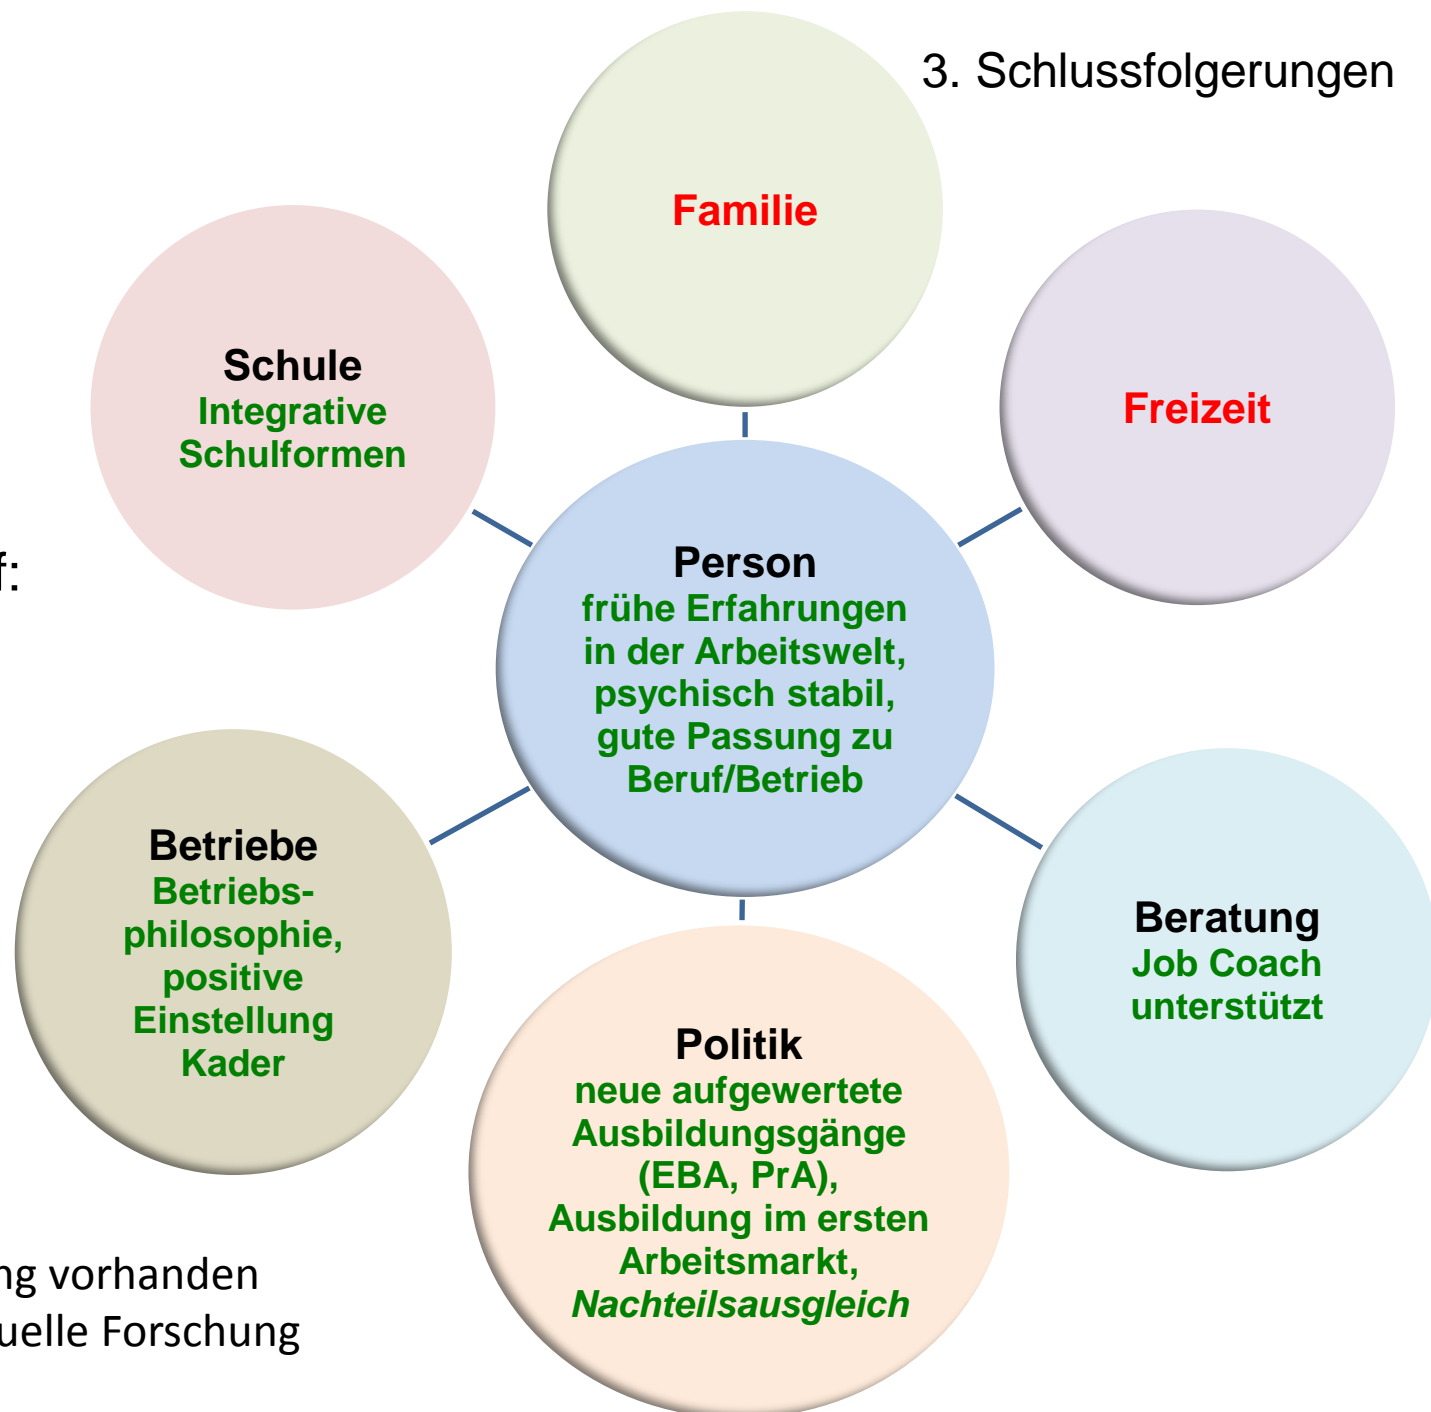 3. Schlussfolgerungen
Familie
Schule
Integrative
Schulformen
Freizeit
f:
Person
frühe Erfahrungen
in der Arbeitswelt,
psychisch stabil,
gute Passung zu
Beruf/Betrieb
Betriebe
Betriebs-
philosophie,
positive
Einstellung
Kader
Beratung
Job Coach
unterstützt
Politik
neue aufgewertete
Ausbildungsgänge
(EBA, PrA),
Ausbildung im ersten
Arbeitsmarkt,
Nachteilsausgleich
ng vorhanden
uelle Forschung